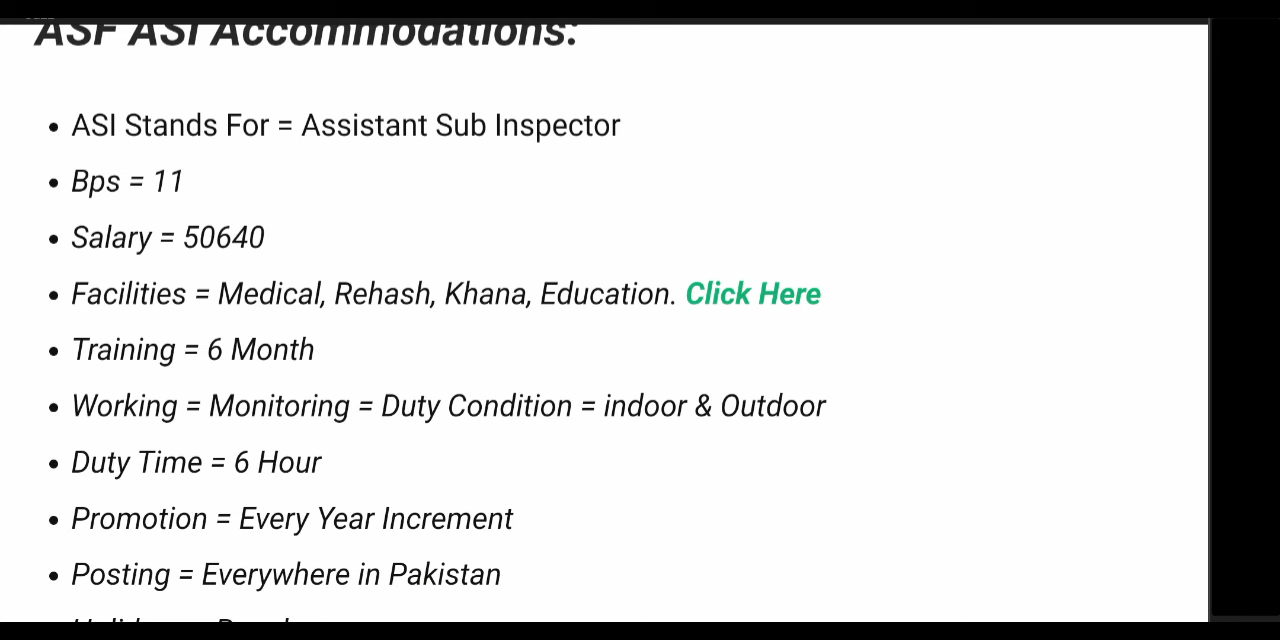 ASF ASI Accommodations:
• ASI Stands For = Assistant Sub Inspector
• Bps = 11
• Salary = 50640
• Facilities = Medical, Rehash, Khana, Education. Click Here
• Training = 6 Month
• Working = Monitoring = Duty Condition = indoor & Outdoor
• Duty Time = 6 Hour
• Promotion = Every Year Increment
• Posting = Everywhere in Pakistan